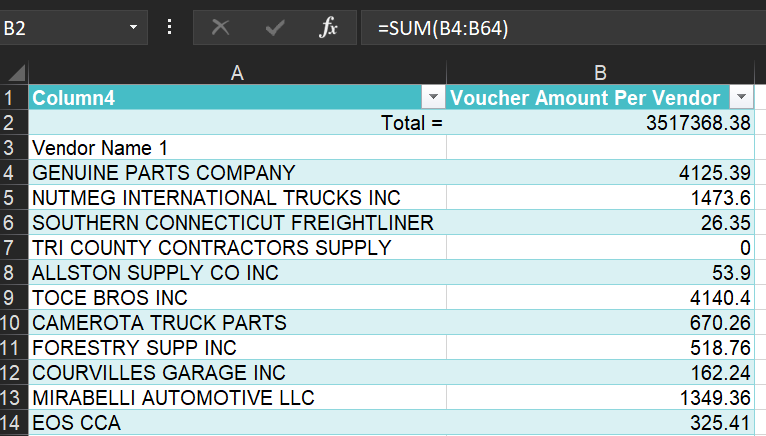 B2 fx =SUM(B4:B64)
A B
1 Column4 Voucher Amount Per Vendor
2 Total = 3517368.38
3 Vendor Name 1
4 GENUINE PARTS COMPANY 4125.39
5 NUTMEG INTERNATIONAL TRUCKS INC 1473.6
6 SOUTHERN CONNECTICUT FREIGHTLINER 26.35
7 TRI COUNTY CONTRACTORS SUPPLY 0
8 ALLSTON SUPPLY CO INC 53.9
9 TOCE BROS INC 4140.4
10 CAMEROTA TRUCK PARTS 670.26
11 FORESTRY SUPP INC 518.76
12 COURVILLES GARAGE INC 162.24
13 MIRABELLI AUTOMOTIVE LLC 1349.36
14 EOS CCA 325.41